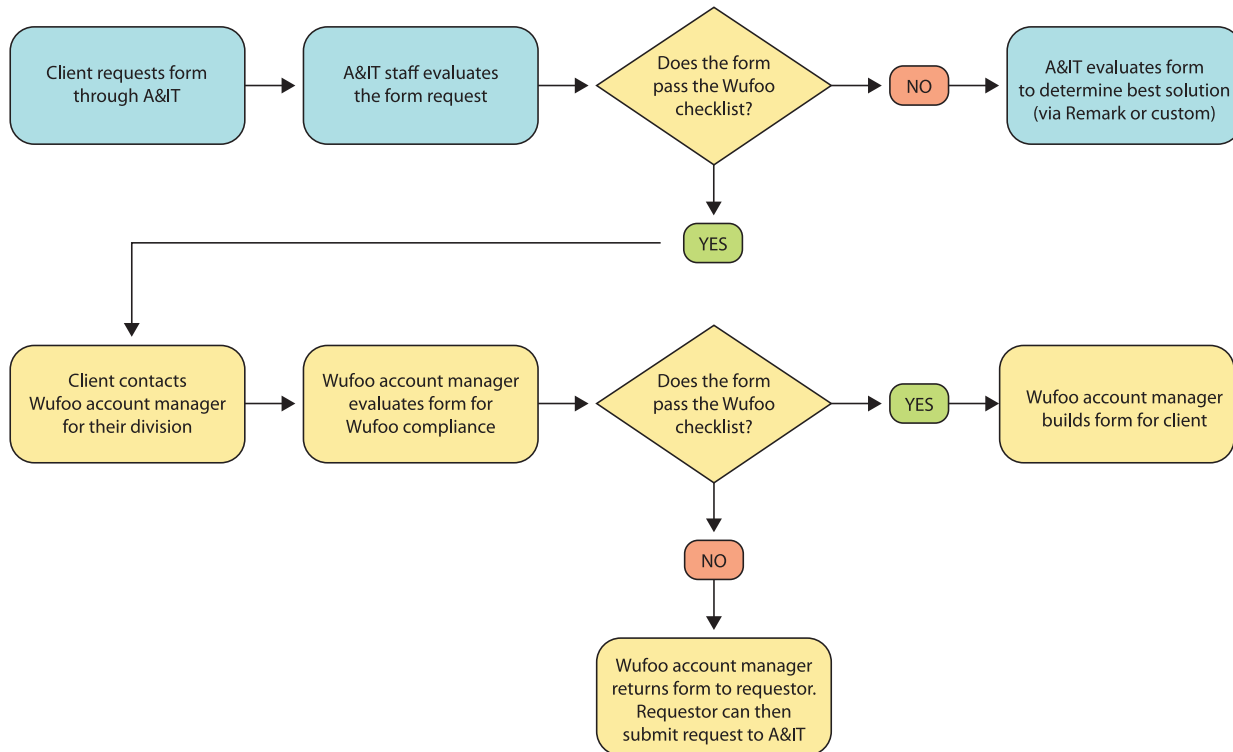 Client requests form
through A&IT
A&IT staff evaluates
the form request
Does the form
pass the Wufoo
checklist?
NO
A&IT evaluates form
to determine best solution
(via Remark or custom)
YES
Client contacts
Wufoo account manager
for their division
Wufoo account manager
evaluates form for
Wufoo compliance
Does the form
pass the Wufoo
checklist?
YES
Wufoo account manager
builds form for client
NO
Wufoo account manager
returns form to requestor.
Requestor can then
submit request to A&IT